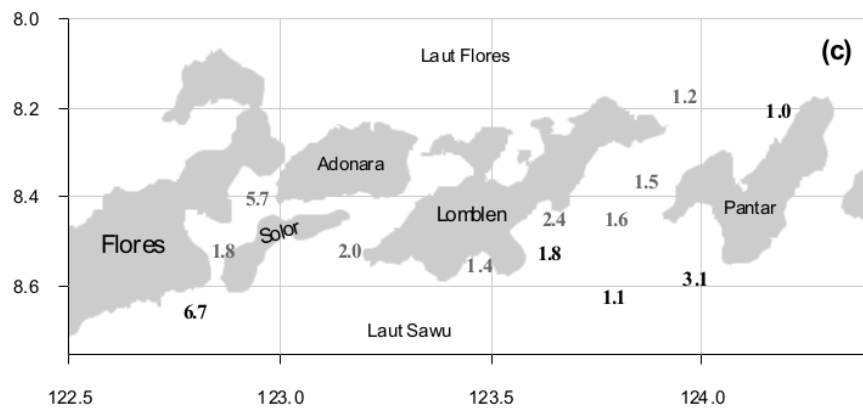 8.0
Laut Flores
(c)
1.2
1.0
8.2
Adonara
1.5
5.7
8.4
Lomblen
Pantar
2.4
1.6
Solor
Flores
1.8
2.0
1.8
1.4
3.1
8.6
1.1
6.7
Laut Sawu
122.5 123.0 123.5 124.0